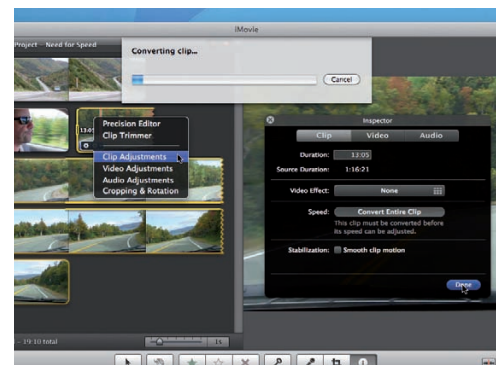 iMovie
Project – Need for Speed
Converting clip...
Cancel
13:05
Precision Editor
Clip Trimmer
Clip Adjustments
Video Adjustments
Audio Adjustments
Cropping & Rotation
Inspector
Clip Video Audio
Duration: 13:05
Source Duration: 1:16:21
Video Effect: None
Speed: Convert Entire Clip
This clip must be converted before
its speed can be adjusted.
Stabilization: Smooth clip motion
Done
– 19:10 total
1s